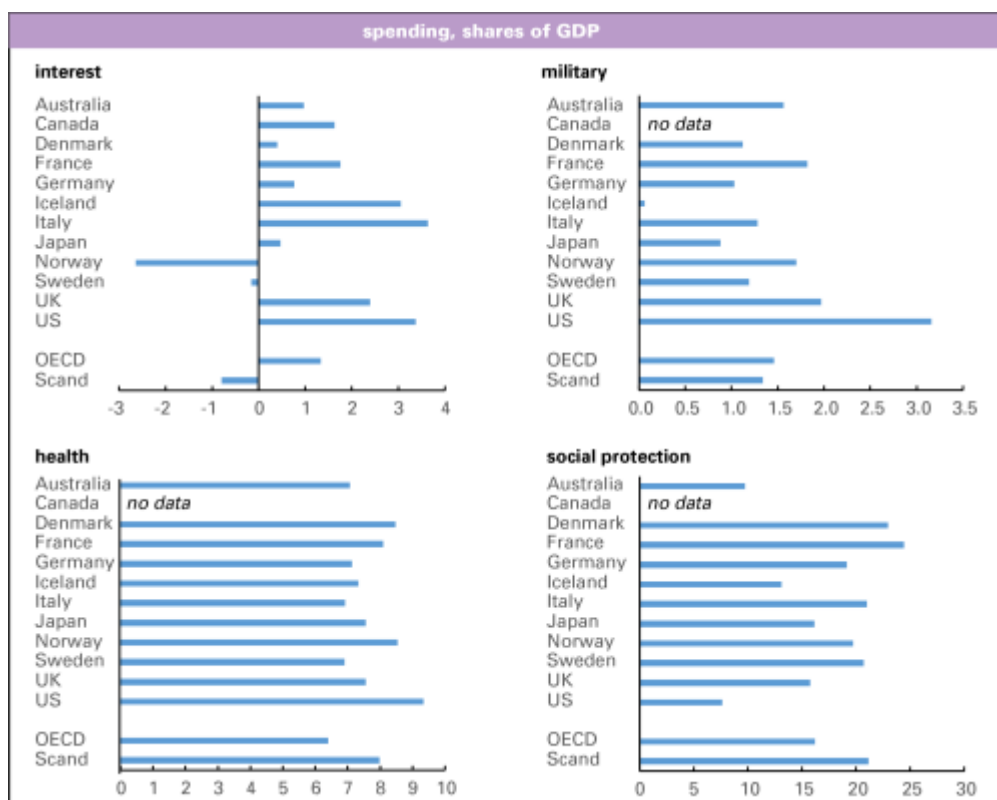 spending, shares of GDP
interest
Australia
Canada
Denmark
France
Germany
Iceland
Italy
Japan
Norway
Sweden
UK
US
OECD
Scand
-3 -2 -1 0 1 2 3 4
military
Australia
Canada no data
Denmark
France
Germany
Iceland
Italy
Japan
Norway
Sweden
UK
US
OECD
Scand
0.0 0.5 1.0 1.5 2.0 2.5 3.0 3.5
health
Australia
Canada no data
Denmark
France
Germany
Iceland
Italy
Japan
Norway
Sweden
UK
US
OECD
Scand
0 1 2 3 4 5 6 7 8 9 10
social protection
Australia
Canada no data
Denmark
France
Germany
Iceland
Italy
Japan
Norway
Sweden
UK
US
OECD
Scand
0 5 10 15 20 25 30